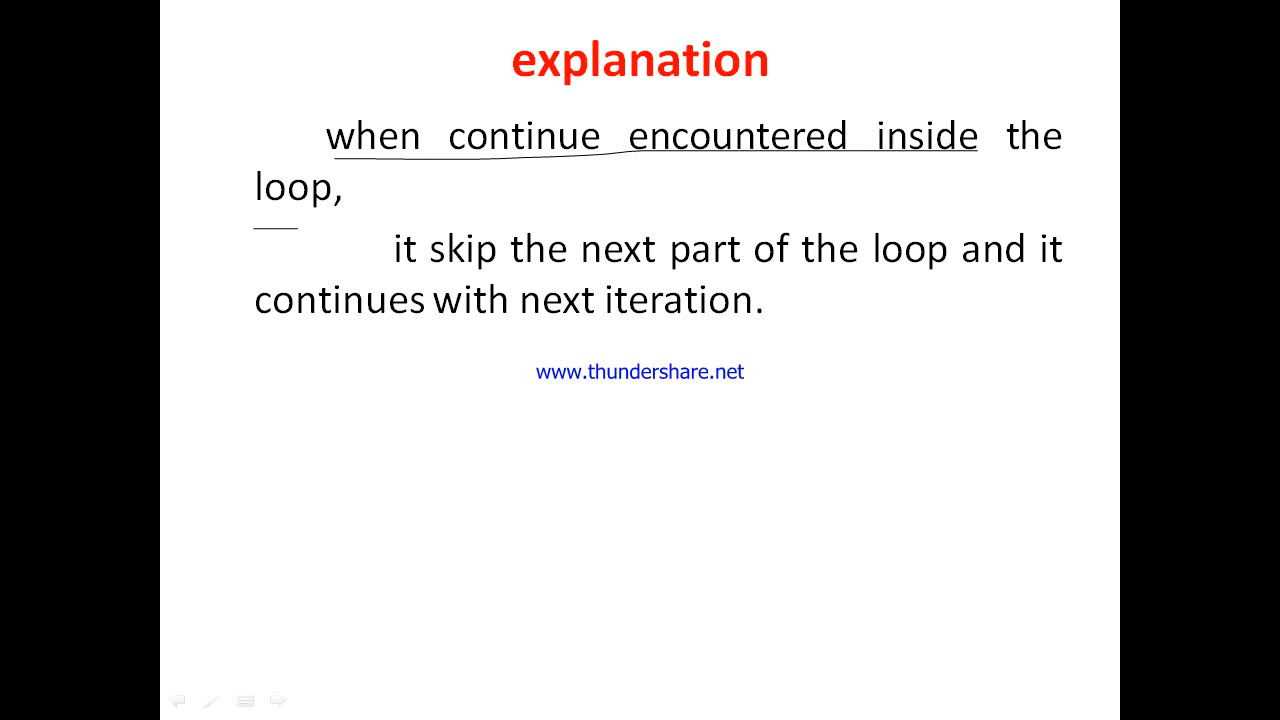 explanation
when continue encountered inside the
loop,
it skip the next part of the loop and it
continues with next iteration.
www.thundershare.net